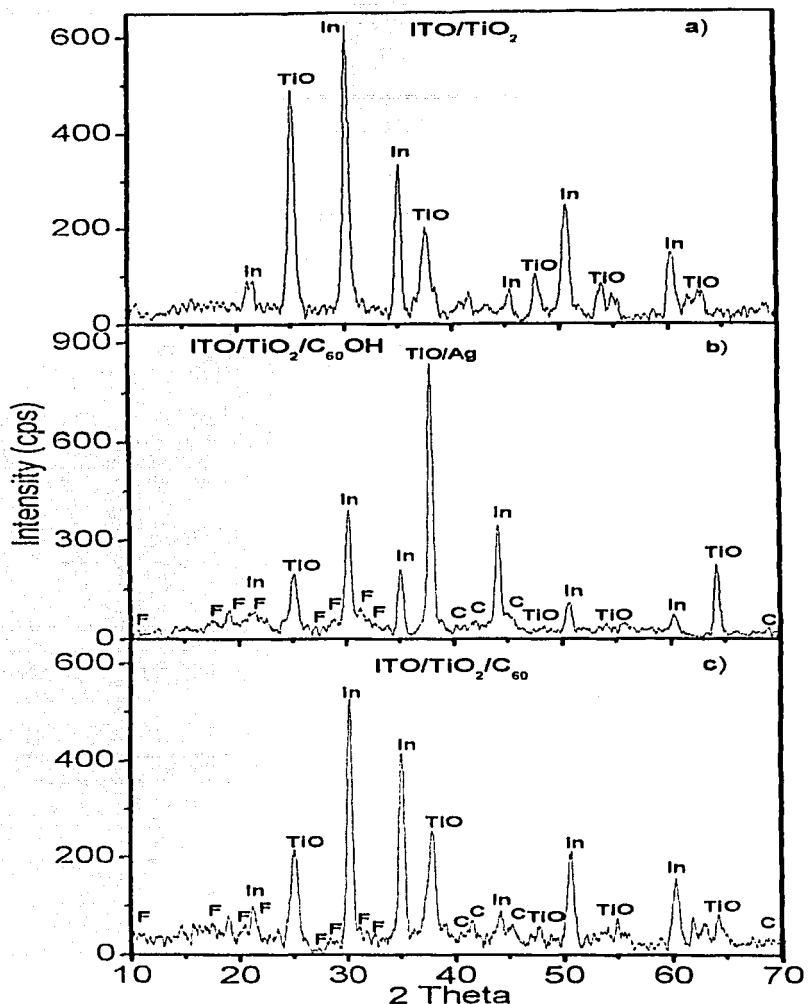 ITO/TiO₂ a)
In
TiO
In
TiO
In
In
In
TiO
TiO
In
TiO
600
400
200
0
ITO/TiO₂/C₆₀OH TiO/Ag b)
In
In
TiO
In
TiO
In
F F F F F F F F C C C TiO In TiO In C
900
600
300
0
ITO/TiO₂/C₆₀ c)
In
In
TiO
TiO
In
In
F F In F F F F F F C C In C TiO TiO TiO C
600
400
200
0
10 20 30 40 50 60 70
2 Theta
Intensity (cps)